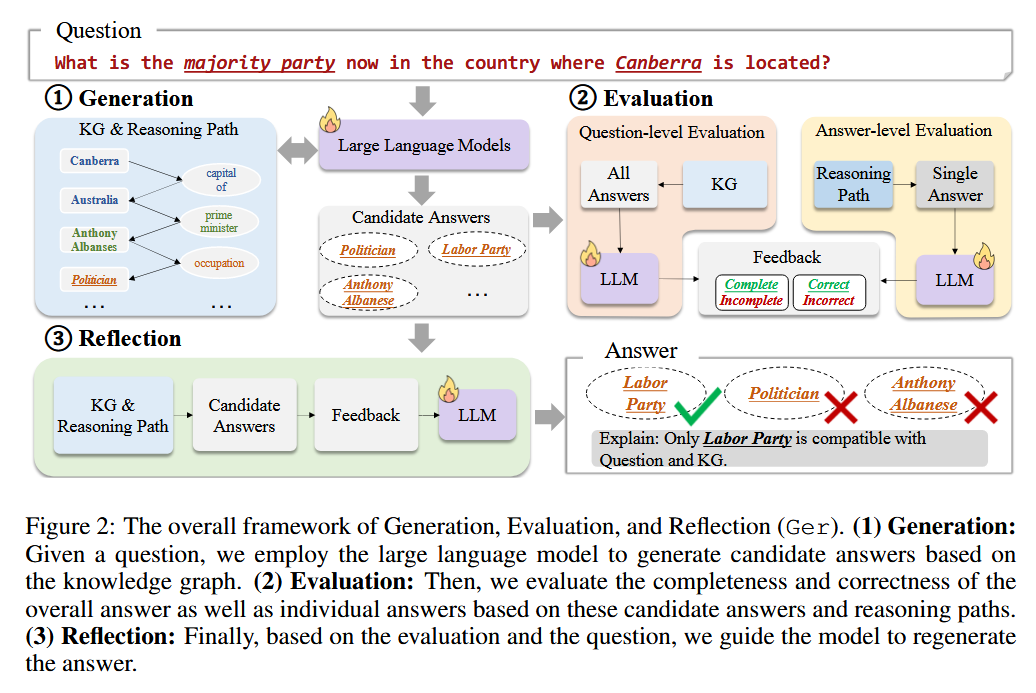 Question
What is the majority party now in the country where Canberra is located?
① Generation
KG & Reasoning Path
Canberra
capital
of
Australia
prime
minister
Anthony
Albanses
occupation
Politician
...
...
Large Language Models
Candidate Answers
Politician
Labor Party
Anthony
Albanese
...
② Evaluation
Question-level Evaluation
All
Answers
KG
LLM
Answer-level Evaluation
Reasoning
Path
Single
Answer
LLM
Feedback
Complete
Incomplete
Correct
Incorrect
③ Reflection
KG &
Reasoning Path
Candidate
Answers
Feedback
LLM
Answer
Labor
Party
Politician
Anthony
Albanese
Explain: Only Labor Party is compatible with
Question and KG.
Figure 2: The overall framework of Generation, Evaluation, and Reflection (Ger). (1) Generation:
Given a question, we employ the large language model to generate candidate answers based on
the knowledge graph. (2) Evaluation: Then, we evaluate the completeness and correctness of the
overall answer as well as individual answers based on these candidate answers and reasoning paths.
(3) Reflection: Finally, based on the evaluation and the question, we guide the model to regenerate
the answer.